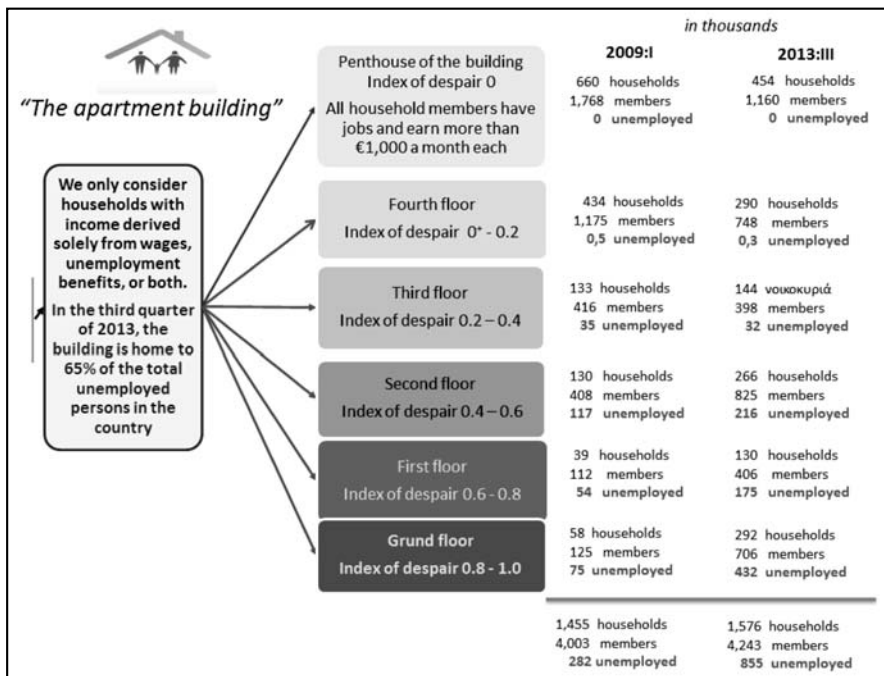 in thousands
2009:I
2013:III
"The apartment building"
We only consider
households with
income derived
solely from wages,
unemployment
benefits, or both.
In the third quarter
of 2013, the
building is home to
65% of the total
unemployed
persons in the
country
Penthouse of the building
Index of despair 0
All household members have
jobs and earn more than
€1,000 a month each
660 households
1,768 members
0 unemployed
454 households
1,160 members
0 unemployed
Fourth floor
Index of despair 0⁺ - 0.2
434 households
1,175 members
0,5 unemployed
290 households
748 members
0,3 unemployed
Third floor
Index of despair 0.2 – 0.4
133 households
416 members
35 unemployed
144 νοικοκυριά
398 members
32 unemployed
Second floor
Index of despair 0.4 – 0.6
130 households
408 members
117 unemployed
266 households
825 members
216 unemployed
First floor
Index of despair 0.6 - 0.8
39 households
112 members
54 unemployed
130 households
406 members
175 unemployed
Grund floor
Index of despair 0.8 - 1.0
58 households
125 members
75 unemployed
292 households
706 members
432 unemployed
1,455 households
4,003 members
282 unemployed
1,576 households
4,243 members
855 unemployed